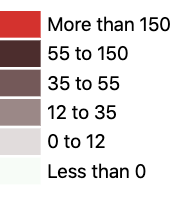 More than 150
55 to 150
35 to 55
12 to 35
0 to 12
Less than 0